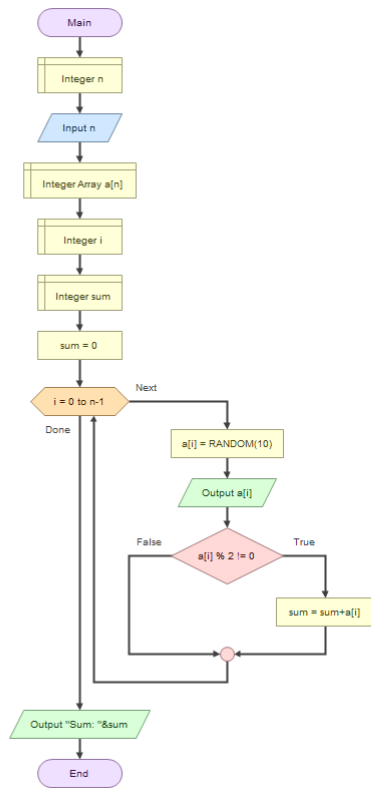 Main
Integer n
Input n
Integer Array a[n]
Integer i
Integer sum
sum = 0
i = 0 to n-1
Next
Done
a[i] = RANDOM(10)
Output a[i]
False
a[i] % 2 != 0
True
sum = sum+a[i]
Output "Sum: "&sum
End